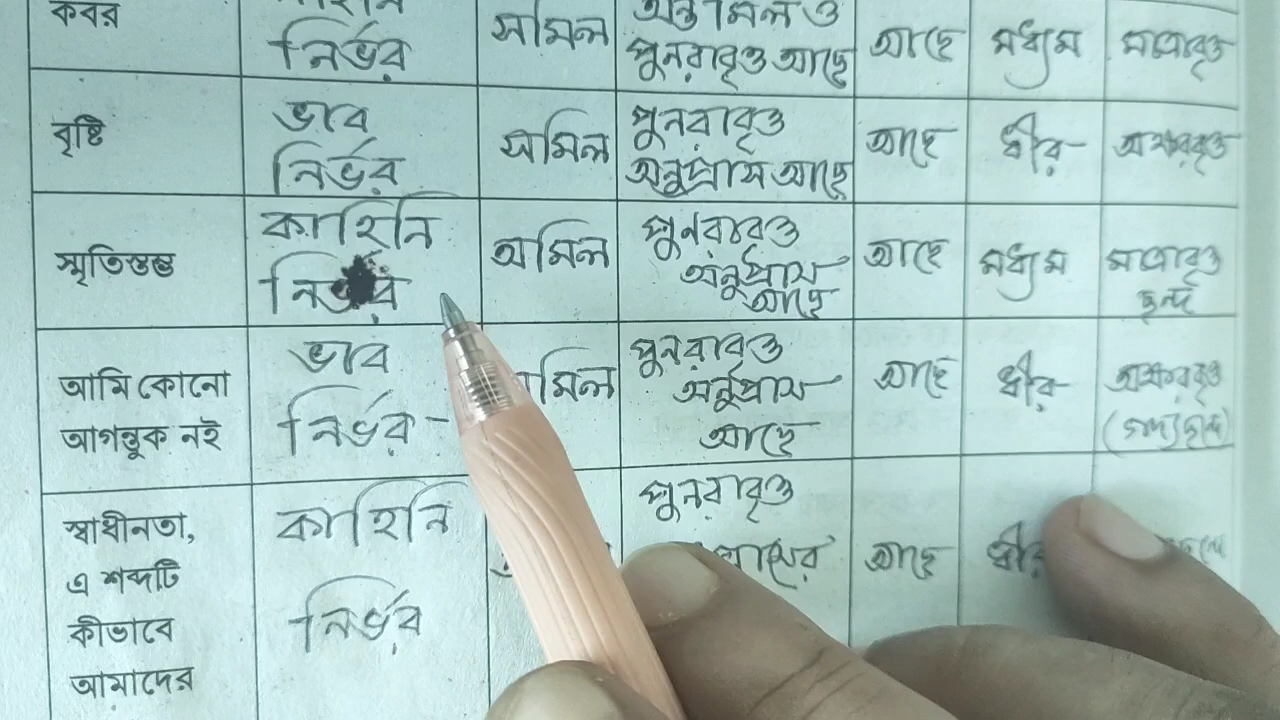 কবর
নির্ভর
সমিল
অন্ত্যমিল ও
পুনরাবৃত্ত আছে
আছে
মধ্যম
মাত্রাবৃত্ত
বৃষ্টি
ভাব
নির্ভর
সমিল
পুনরাবৃত্ত
অনুপ্রাস আছে
আছে
ধীর
অক্ষরবৃত্ত
স্মৃতিস্তম্ভ
কাহিনি
অমিল
পুনরাবৃত্ত
অনুপ্রাস
আছে
আছে
মধ্যম
মাত্রাবৃত্ত
ছন্দ
আমি কোনো
আগন্তুক নই
ভাব
নির্ভর
পুনরাবৃত্ত
অনুপ্রাস
আছে
আছে
ধীর
অক্ষরবৃত্ত
(গদ্যছন্দ)
স্বাধীনতা,
এ শব্দটি
কীভাবে
আমাদের
কাহিনি
নির্ভর
পুনরাবৃত্ত
আছে